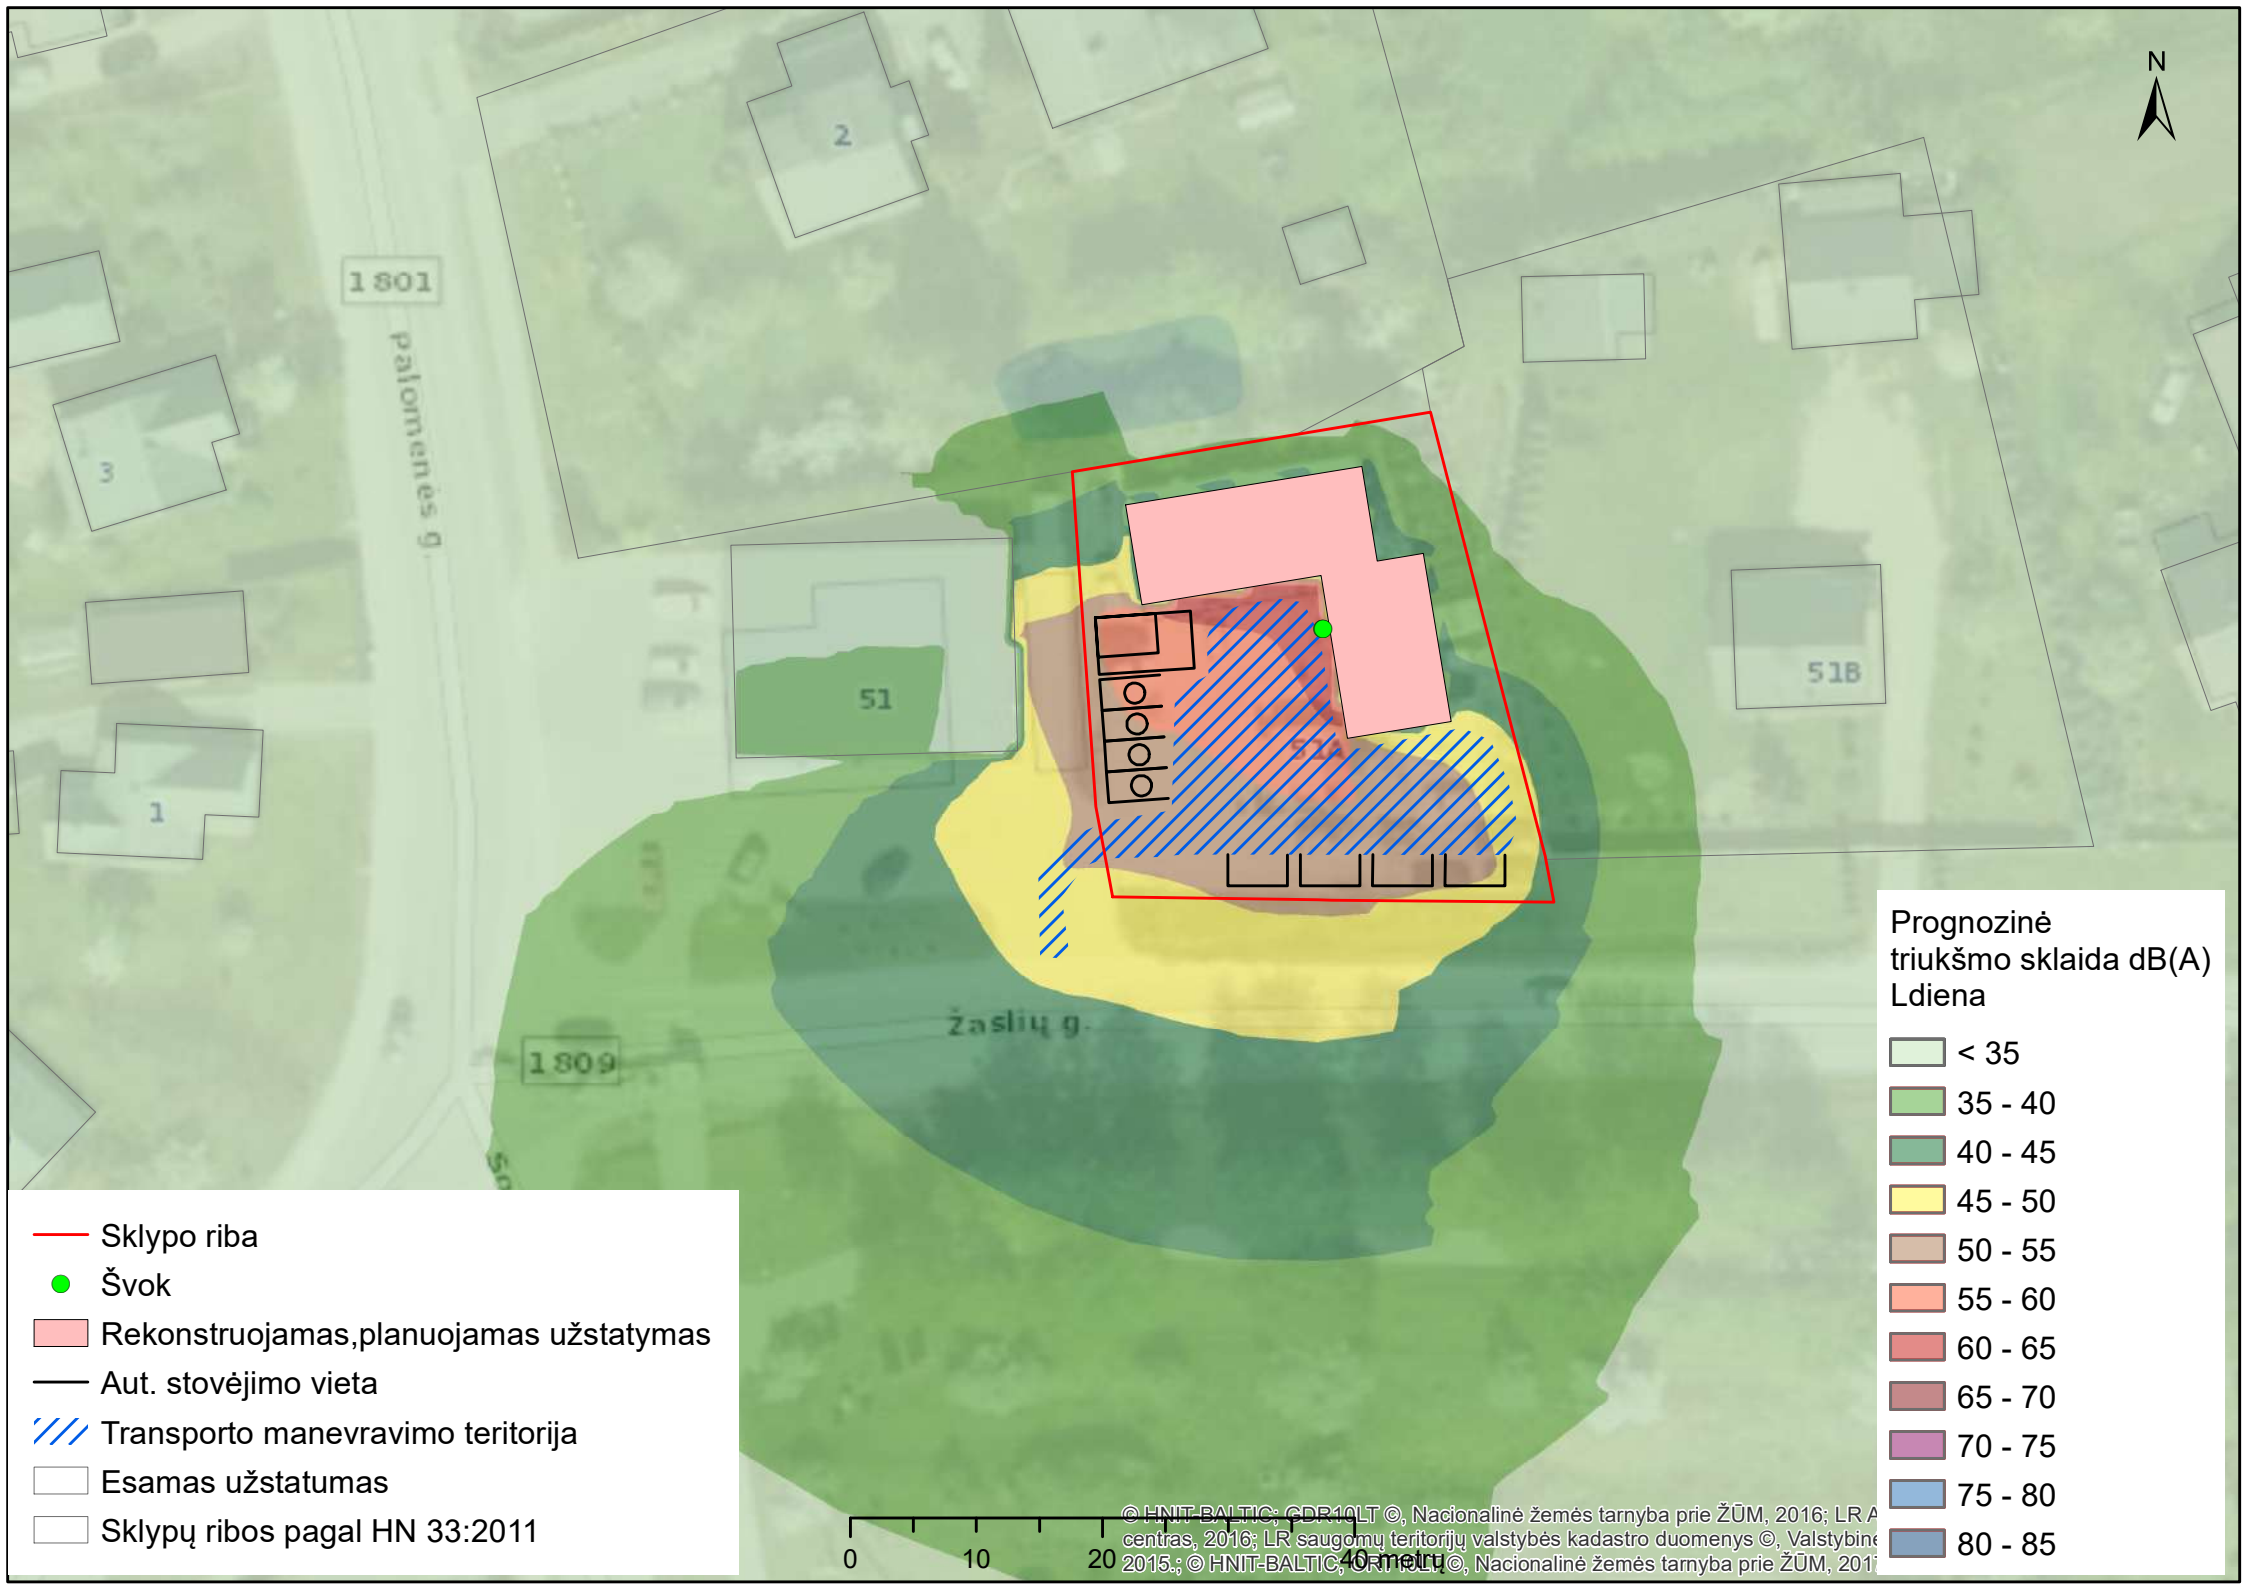 N
2
1801
Palomenės g.
3
51
51B
51A
1
Žaslių g.
1809
So
Prognozinė
triukšmo sklaida dB(A)
Ldiena
< 35
35 - 40
40 - 45
45 - 50
50 - 55
55 - 60
60 - 65
65 - 70
70 - 75
75 - 80
80 - 85
Sklypo riba
Švok
Rekonstruojamas,planuojamas užstatymas
Aut. stovėjimo vieta
Transporto manevravimo teritorija
Esamas užstatumas
Sklypų ribos pagal HN 33:2011
0 10 20 40 metrų
© HNIT-BALTIC; GDR10LT ©, Nacionalinė žemės tarnyba prie ŽŪM, 2016; LR A
centras, 2016; LR saugomų teritorijų valstybės kadastro duomenys ©, Valstybinė
2015.; © HNIT-BALTIC; ORT10LT ©, Nacionalinė žemės tarnyba prie ŽŪM, 201